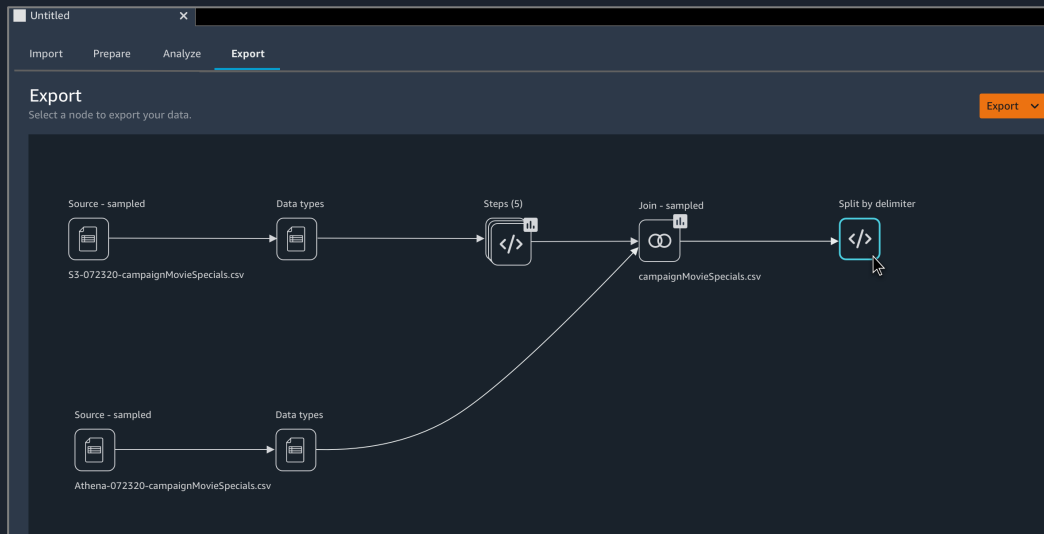 Untitled
Import Prepare Analyze Export
Export
Select a node to export your data.
Export
Source - sampled Data types Steps (5) Join - sampled Split by delimiter
S3-072320-campaignMovieSpecials.csv campaignMovieSpecials.csv
Source - sampled Data types
Athena-072320-campaignMovieSpecials.csv